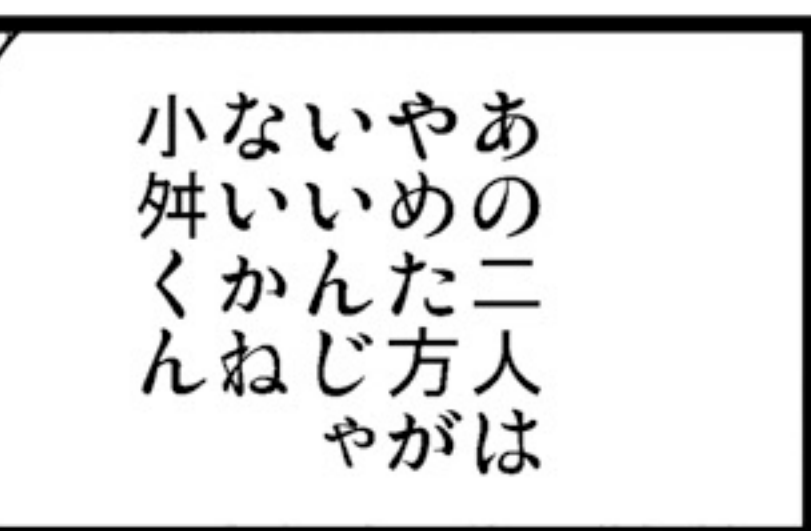 あの二人は
やめた方が
いいんじゃ
ないかね
小舛くん